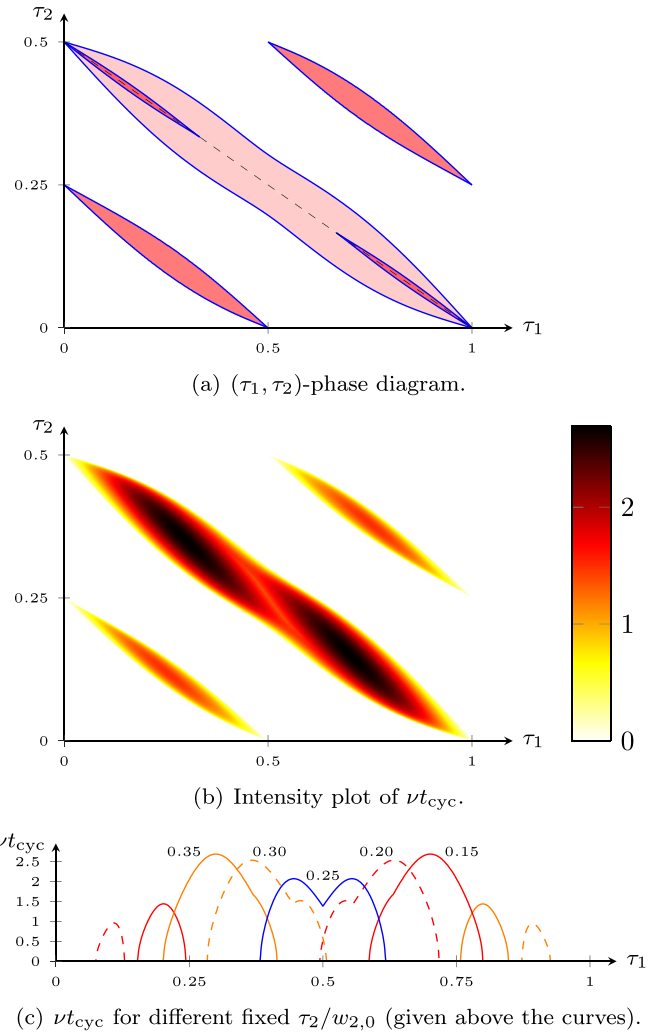 τ₂
0.5
0.25
0
0 0.5 1 τ₁
(a) (τ₁, τ₂)-phase diagram.
τ₂
0.5
0.25
0
0 0.5 1 τ₁
2
1
0
(b) Intensity plot of νt_cyc.
νt_cyc
2.5
2
1.5
1
0.5
0
0.35 0.30 0.25 0.20 0.15
0 0.25 0.5 0.75 1 τ₁
(c) νt_cyc for different fixed τ₂/w₂,₀ (given above the curves).